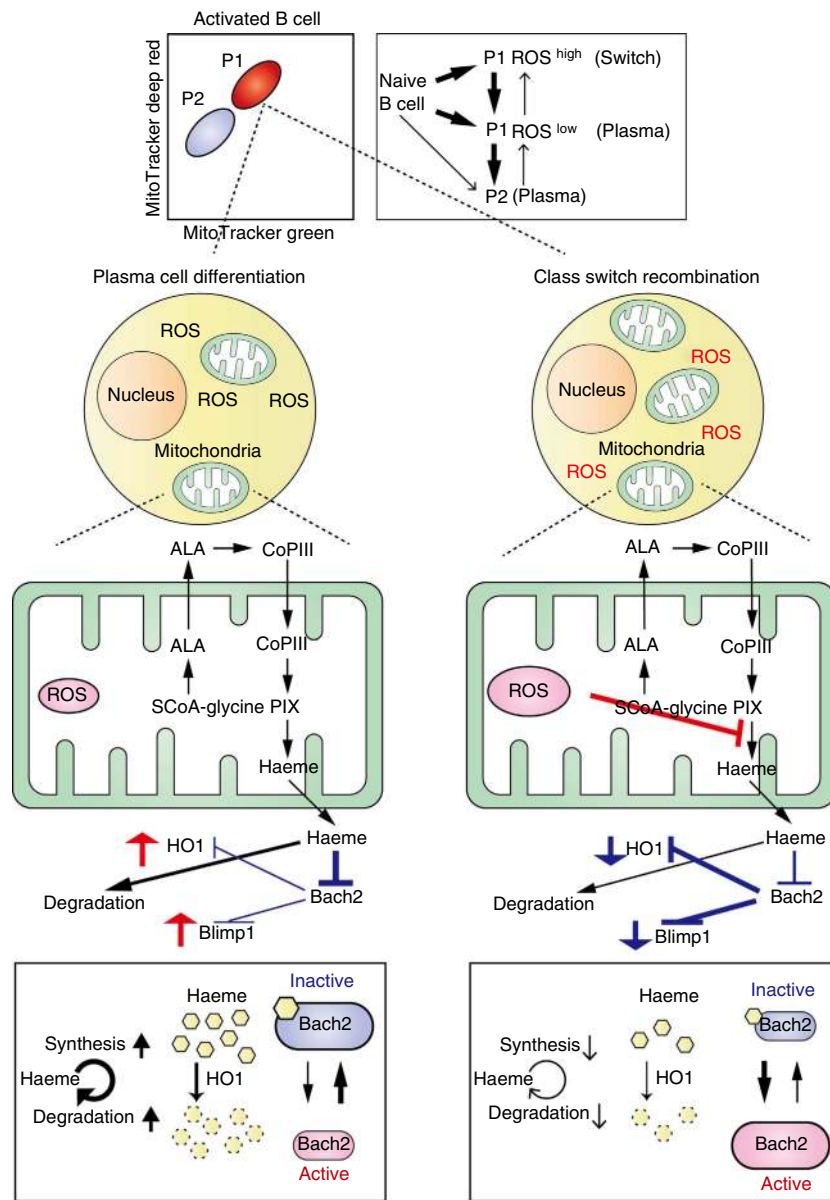 Activated B cell
MitoTracker deep red
P1
P2
MitoTracker green
Naive
B cell
P1 ROS high (Switch)
P1 ROS low (Plasma)
P2 (Plasma)
Plasma cell differentiation
ROS
Nucleus
ROS
ROS
Mitochondria
Class switch recombination
ROS
Nucleus
ROS
Mitochondria
ROS
ALA
CoPIII
ALA
CoPIII
ROS
SCoA-glycine PIX
Haeme
HO1
Haeme
Degradation
Bach2
Blimp1
ALA
CoPIII
ALA
CoPIII
ROS
SCoA-glycine PIX
Haeme
HO1
Haeme
Degradation
Bach2
Blimp1
Inactive
Haeme
Bach2
Synthesis
Haeme
HO1
Degradation
Bach2
Active
Inactive
Haeme
Bach2
Synthesis
Haeme
HO1
Degradation
Bach2
Active